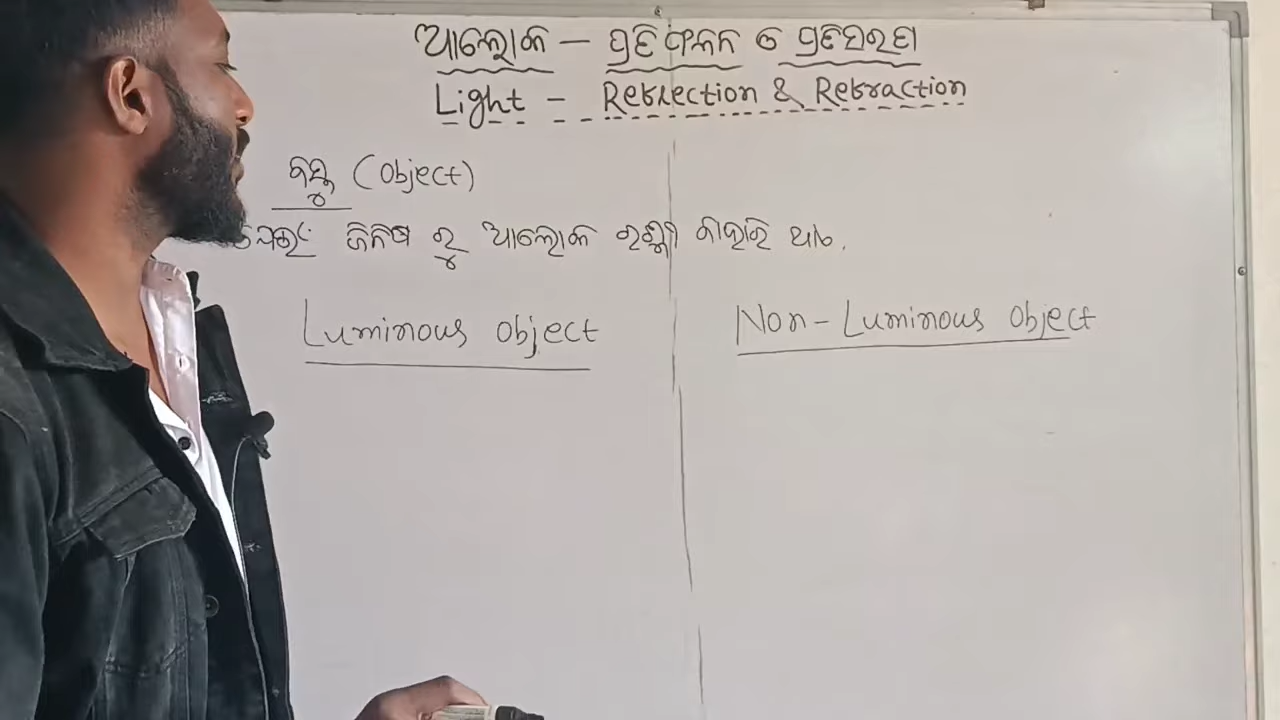 ଆଲୋକ – ପ୍ରତିଫଳନ ଓ ପ୍ରତିସରଣ
Light - Reflection & Refraction
ବସ୍ତୁ (Object)
ଯେଉଁ ଜିନିଷ ରୁ ଆଲୋକ ରଶ୍ମୀ ବାହାରି ଥାଏ.
Luminous Object
Non-Luminous Object